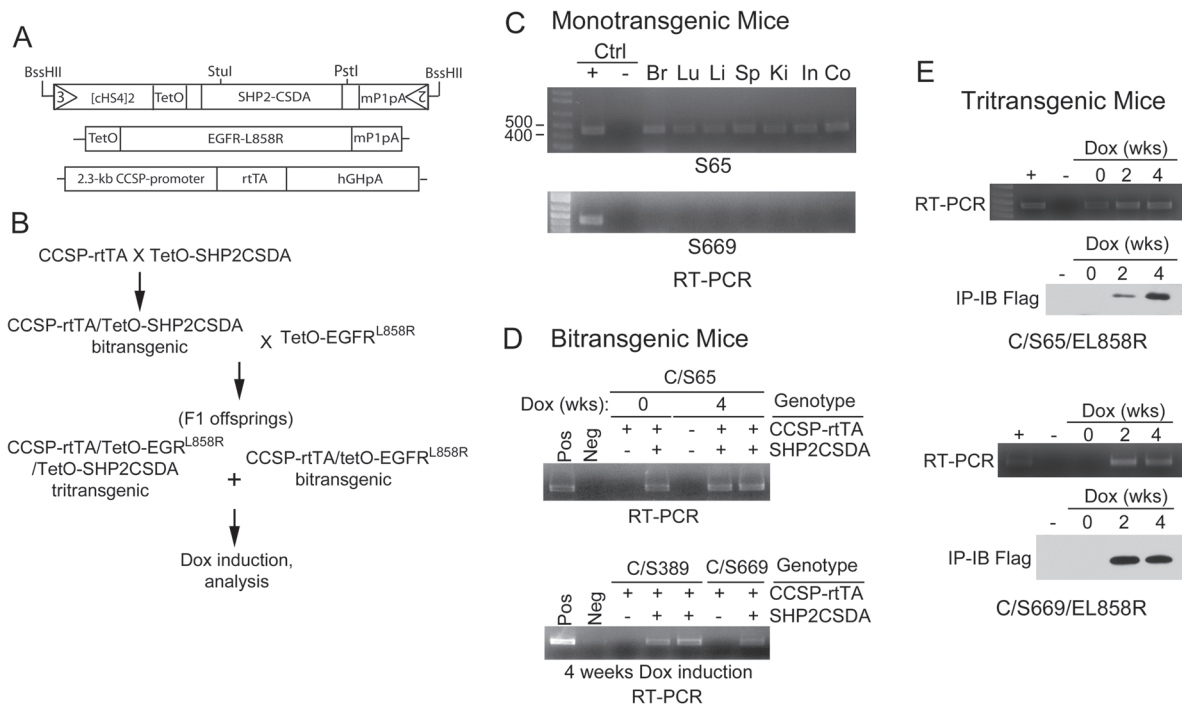 A
BssHII
StuI
PstI
BssHII
3
[cHS4]2
TetO
SHP2-CSDA
mP1pA
2
TetO
EGFR-L858R
mP1pA
2.3-kb CCSP-promoter
rtTA
hGHpA
B
CCSP-rtTA X TetO-SHP2CSDA
CCSP-rtTA/TetO-SHP2CSDA
bitransgenic
X TetO-EGFR^L858R
(F1 offsprings)
CCSP-rtTA/TetO-EGR^L858R
/TetO-SHP2CSDA
tritransgenic
+
CCSP-rtTA/tetO-EGFR^L858R
bitransgenic
Dox induction,
analysis
C Monotransgenic Mice
Ctrl
+ - Br Lu Li Sp Ki In Co
500
400
S65
S669
RT-PCR
D Bitransgenic Mice
C/S65
Dox (wks): 0 4 Genotype
Pos Neg + + - + + CCSP-rtTA
- + - + + SHP2CSDA
RT-PCR
C/S389 C/S669 Genotype
Pos Neg + + + + + CCSP-rtTA
- + + - + SHP2CSDA
4 weeks Dox induction
RT-PCR
E
Tritransgenic Mice
Dox (wks)
+ - 0 2 4
RT-PCR
Dox (wks)
- 0 2 4
IP-IB Flag
C/S65/EL858R
Dox (wks)
+ - 0 2 4
RT-PCR
Dox (wks)
- 0 2 4
IP-IB Flag
C/S669/EL858R